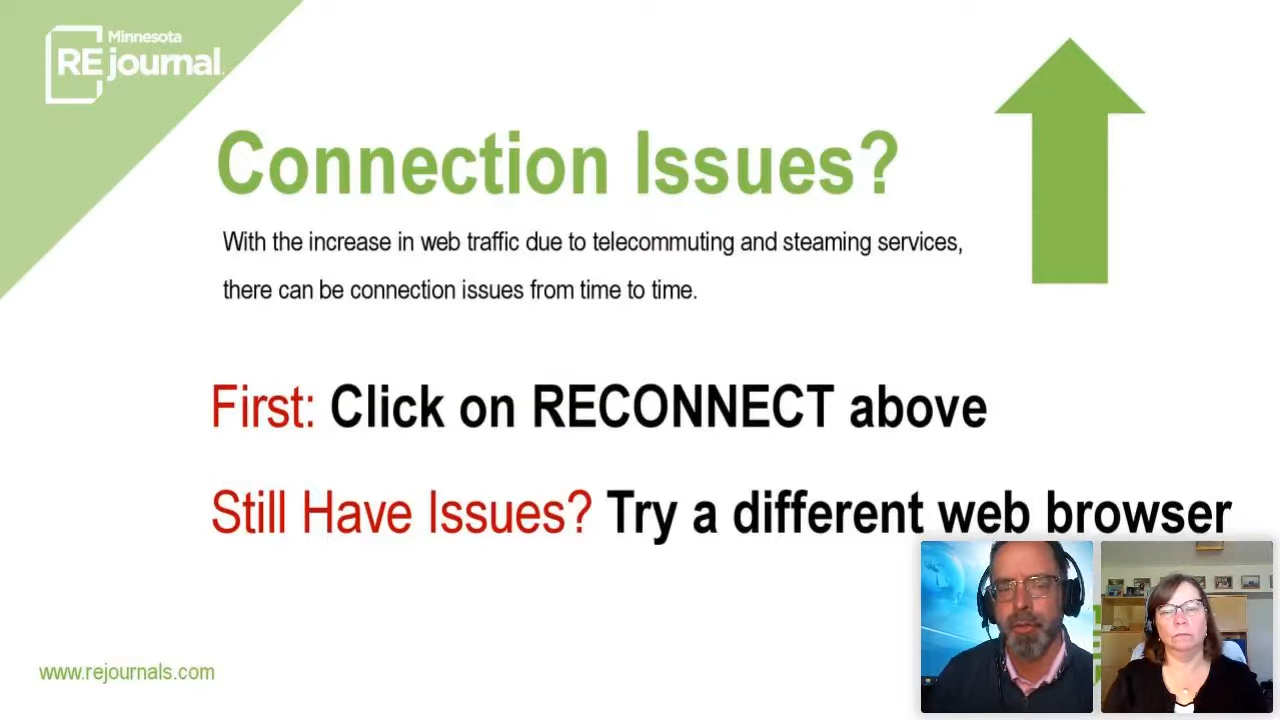 Minnesota
REjournal.
Connection Issues?
With the increase in web traffic due to telecommuting and steaming services,
there can be connection issues from time to time.
First: Click on RECONNECT above
Still Have Issues? Try a different web browser
www.rejournals.com